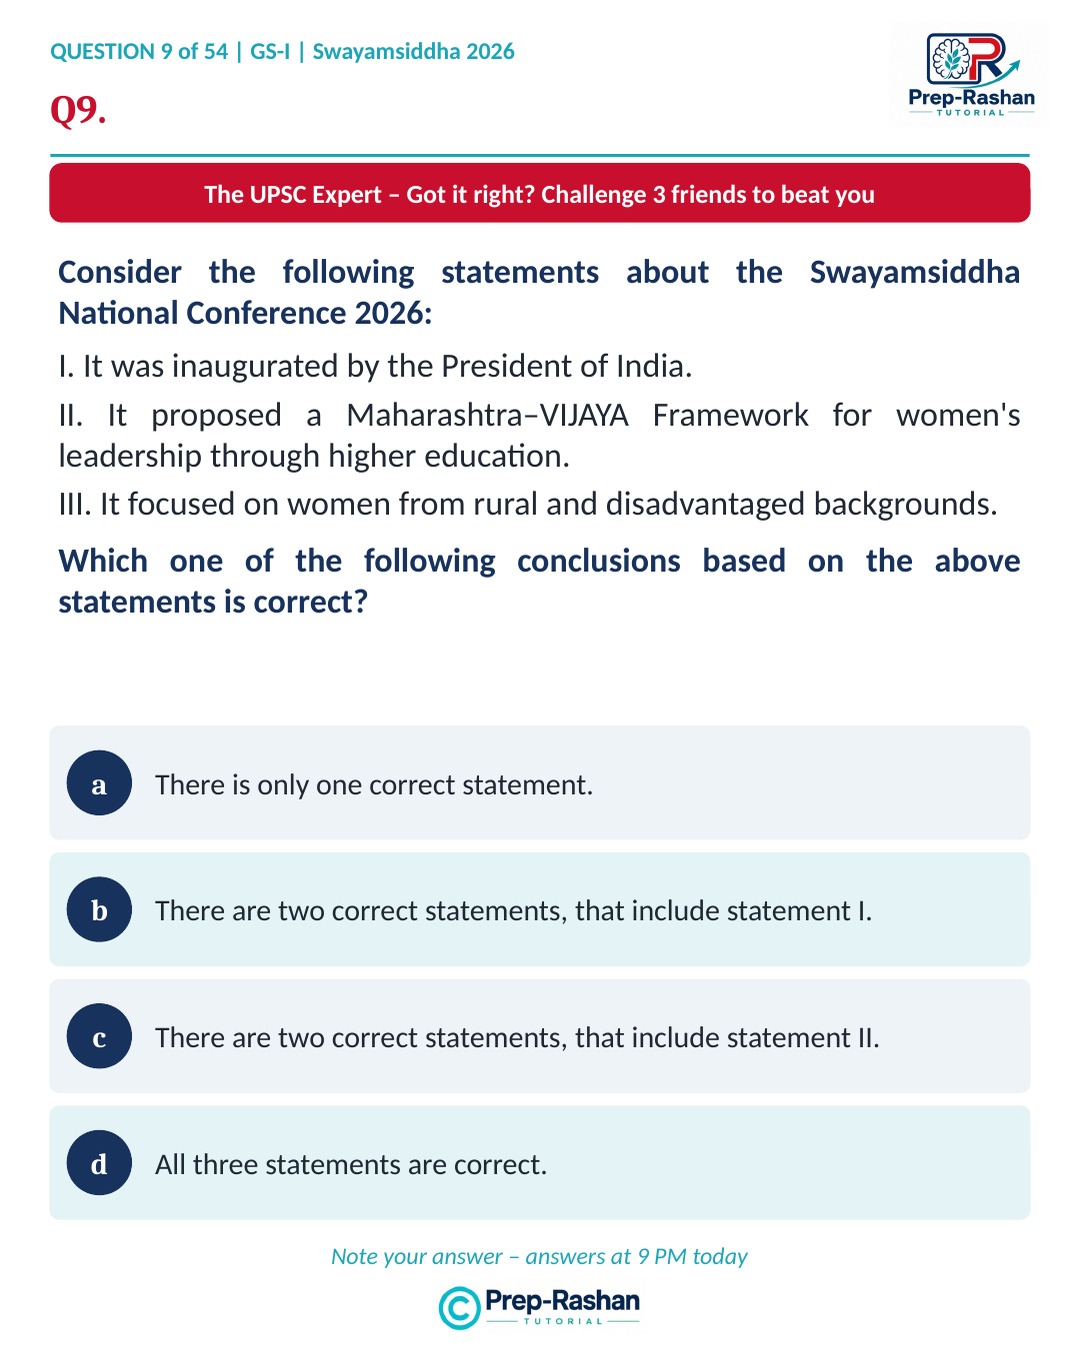 QUESTION 9 of 54 | GS-I | Swayamsiddha 2026
Q9.
Prep-Rashan
TUTORIAL
The UPSC Expert – Got it right? Challenge 3 friends to beat you
Consider the following statements about the Swayamsiddha
National Conference 2026:
I. It was inaugurated by the President of India.
II. It proposed a Maharashtra–VIJAYA Framework for women's
leadership through higher education.
III. It focused on women from rural and disadvantaged backgrounds.
Which one of the following conclusions based on the above
statements is correct?
a There is only one correct statement.
b There are two correct statements, that include statement I.
c There are two correct statements, that include statement II.
d All three statements are correct.
Note your answer – answers at 9 PM today
© Prep-Rashan
TUTORIAL